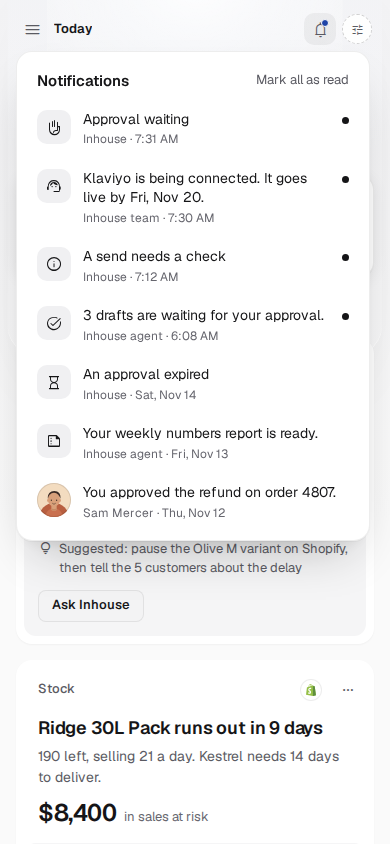 Today
Notifications
Mark all as read
Approval waiting
Inhouse · 7:31 AM
Klaviyo is being connected. It goes
live by Fri, Nov 20.
Inhouse team · 7:30 AM
A send needs a check
Inhouse · 7:12 AM
3 drafts are waiting for your approval.
Inhouse agent · 6:08 AM
An approval expired
Inhouse · Sat, Nov 14
Your weekly numbers report is ready.
Inhouse agent · Fri, Nov 13
You approved the refund on order 4807.
Sam Mercer · Thu, Nov 12
Suggested: pause the Olive M variant on Shopify,
then tell the 5 customers about the delay
Ask Inhouse
Stock
Ridge 30L Pack runs out in 9 days
190 left, selling 21 a day. Kestrel needs 14 days
to deliver.
$8,400 in sales at risk